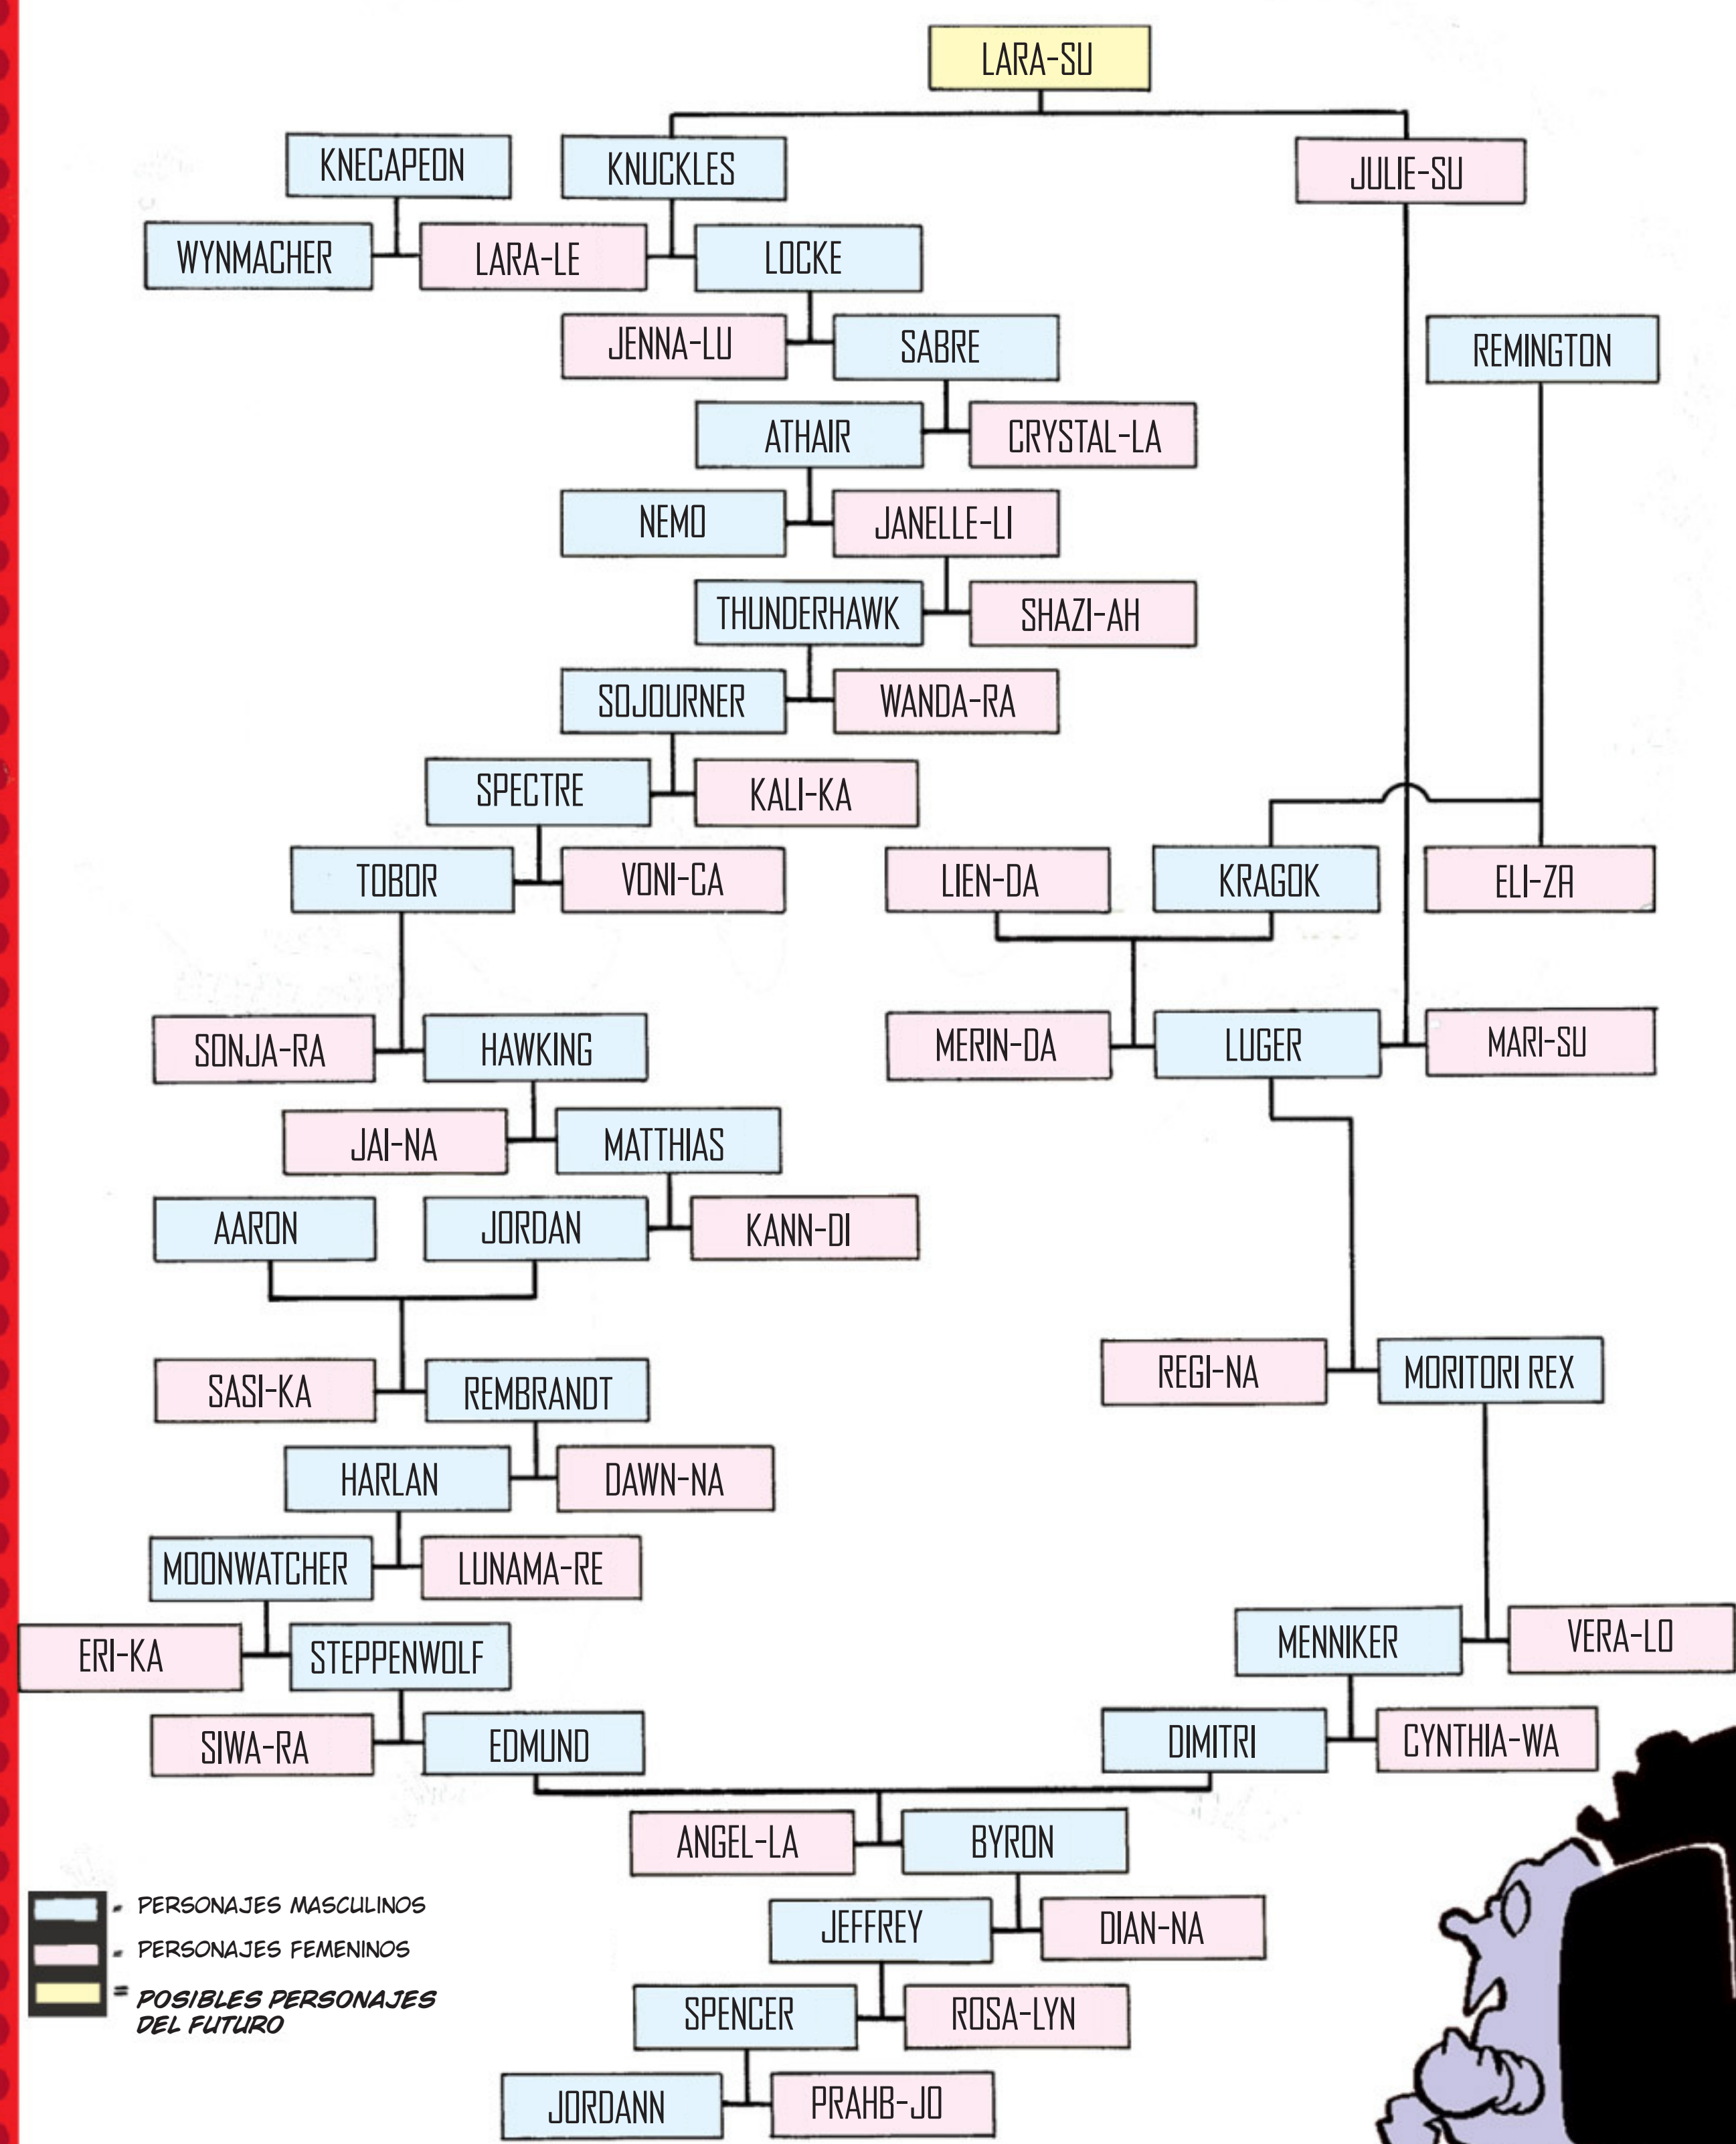 LARA-SU
KNECAPEON
KNUCKLES
JULIE-SU
WYNMACHER
LARA-LE
LOCKE
JENNA-LU
SABRE
REMINGTON
ATHAIR
CRYSTAL-LA
NEMO
JANELLE-LI
THUNDERHAWK
SHAZI-AH
SOJOURNER
WANDA-RA
SPECTRE
KALI-KA
TOBOR
VONI-CA
LIEN-DA
KRAGOK
ELI-ZA
SONJA-RA
HAWKING
MERIN-DA
LUGER
MARI-SU
JAI-NA
MATTHIAS
AARON
JORDAN
KANN-DI
SASI-KA
REMBRANDT
REGI-NA
MORITORI REX
HARLAN
DAWN-NA
MOONWATCHER
LUNAMA-RE
ERI-KA
STEPPENWOLF
MENNIKER
VERA-LO
SIWA-RA
EDMUND
DIMITRI
CYNTHIA-WA
ANGEL-LA
BYRON
JEFFREY
DIAN-NA
SPENCER
ROSA-LYN
JORDANN
PRAHB-JO
= PERSONAJES MASCULINOS
= PERSONAJES FEMENINOS
= POSIBLES PERSONAJES
DEL FUTURO